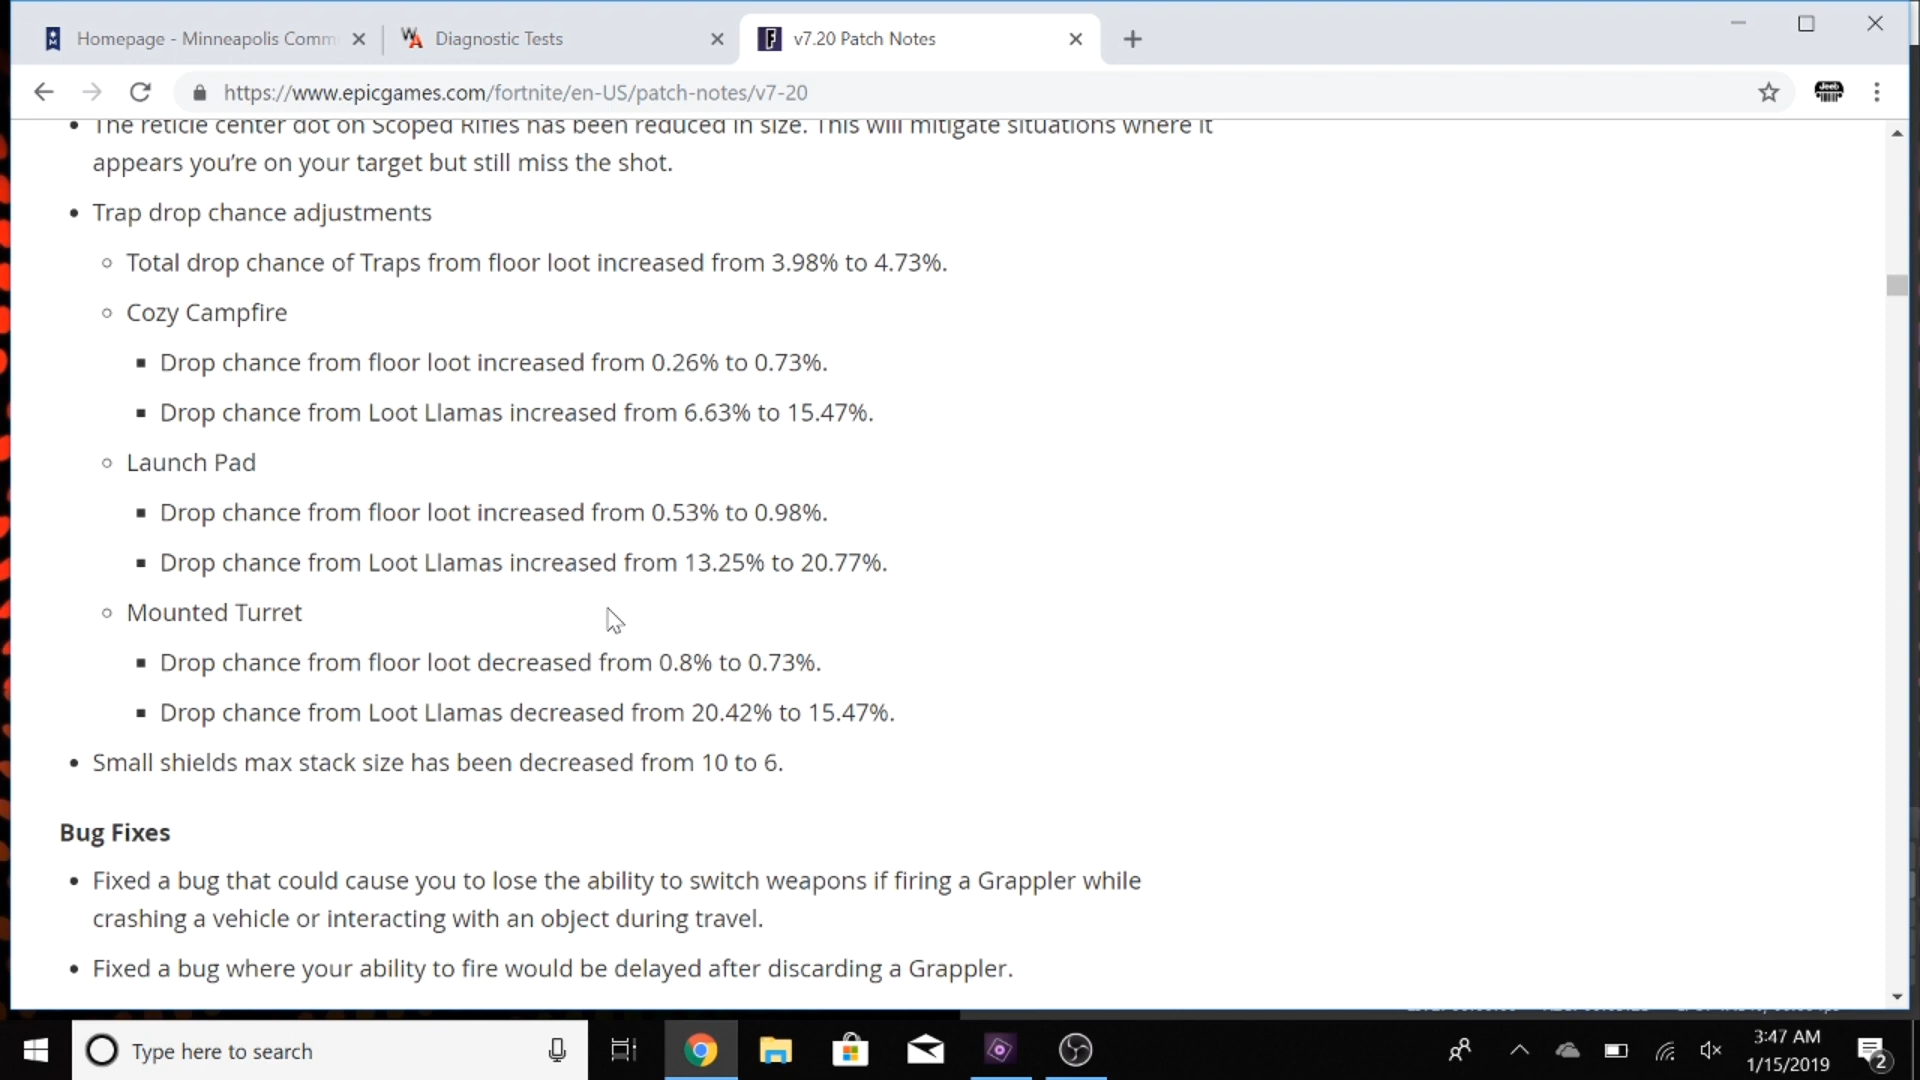 Homepage - Minneapolis Comm
Diagnostic Tests
v7.20 Patch Notes
https://www.epicgames.com/fortnite/en-US/patch-notes/v7-20
Jeep
• The reticle center dot on Scoped Rifles has been reduced in size. This will mitigate situations where it
appears you’re on your target but still miss the shot.
• Trap drop chance adjustments
Total drop chance of Traps from floor loot increased from 3.98% to 4.73%.
Cozy Campfire
Drop chance from floor loot increased from 0.26% to 0.73%.
Drop chance from Loot Llamas increased from 6.63% to 15.47%.
Launch Pad
Drop chance from floor loot increased from 0.53% to 0.98%.
Drop chance from Loot Llamas increased from 13.25% to 20.77%.
Mounted Turret
Drop chance from floor loot decreased from 0.8% to 0.73%.
Drop chance from Loot Llamas decreased from 20.42% to 15.47%.
• Small shields max stack size has been decreased from 10 to 6.
Bug Fixes
• Fixed a bug that could cause you to lose the ability to switch weapons if firing a Grappler while
crashing a vehicle or interacting with an object during travel.
• Fixed a bug where your ability to fire would be delayed after discarding a Grappler.
Type here to search
3:47 AM
1/15/2019
2